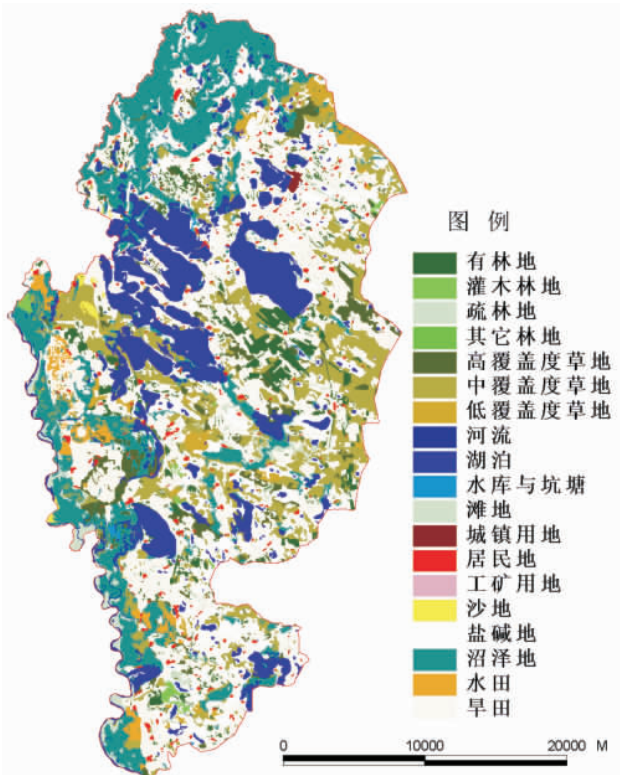 图 例
有林地
灌木林地
疏林地
其它林地
高覆盖度草地
中覆盖度草地
低覆盖度草地
河流
湖泊
水库与坑塘
滩地
城镇用地
居民地
工矿用地
沙地
盐碱地
沼泽地
水田
旱田
0 10000 20000 M